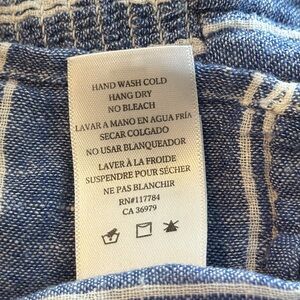 HAND WASH COLD
HANG DRY
NO BLEACH
LAVAR A MANO EN AGUA FRÍA
SECAR COLGADO
NO USAR BLANQUEADOR
LAVER À LA FROIDE
SUSPENDRE POUR SÉCHER
NE PAS BLANCHIR
RN#117784
CA 36979